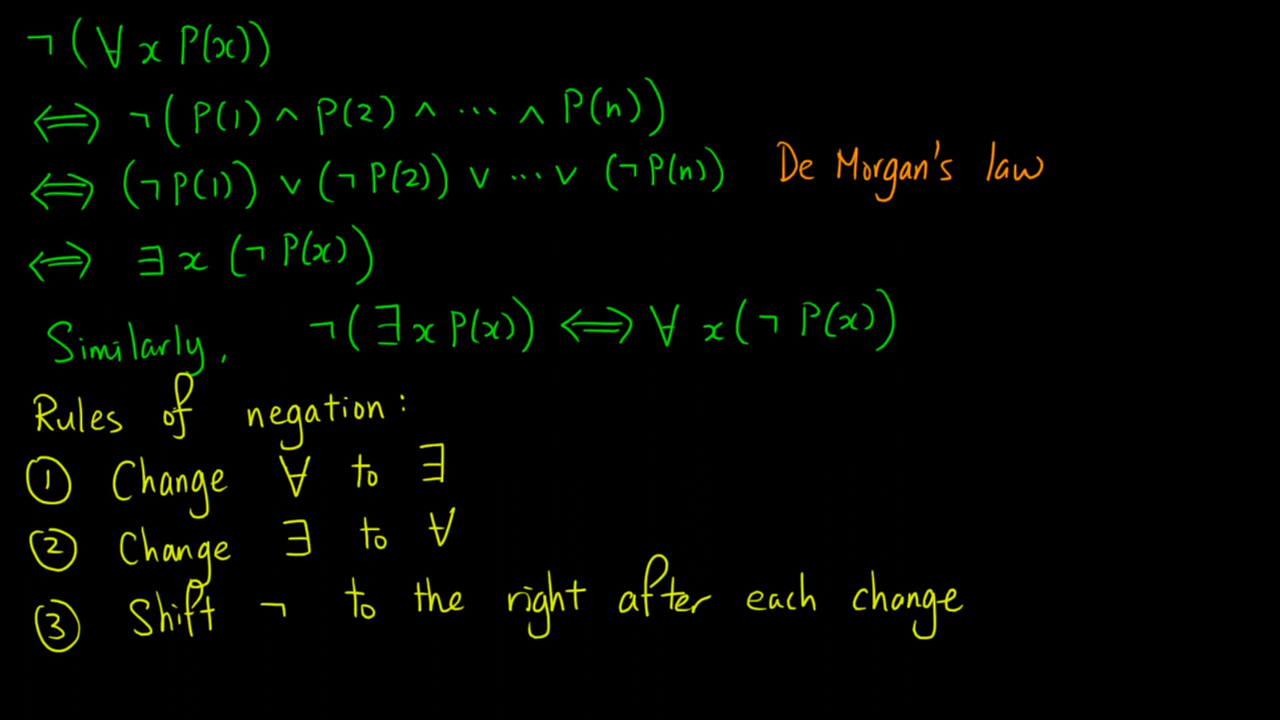 ¬(∀x P(x))
⟺ ¬(P(1) ∧ P(2) ∧ ⋯ ∧ P(n))
⟺ (¬P(1)) ∨ (¬P(2)) ∨ ⋯ ∨ (¬P(n)) De Morgan's law
⟺ ∃x (¬P(x))
Similarly, ¬(∃x P(x)) ⟺ ∀x(¬P(x))
Rules of negation:
① Change ∀ to ∃
② Change ∃ to ∀
③ Shift ¬ to the right after each change